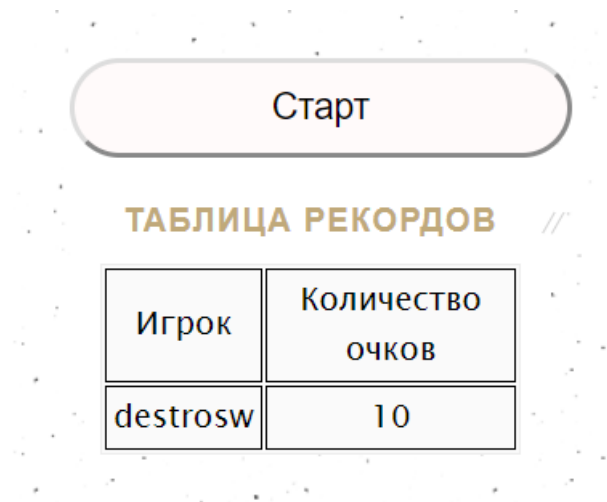 Старт
ТАБЛИЦА РЕКОРДОВ
Игрок
Количество
очков
destrosw
10